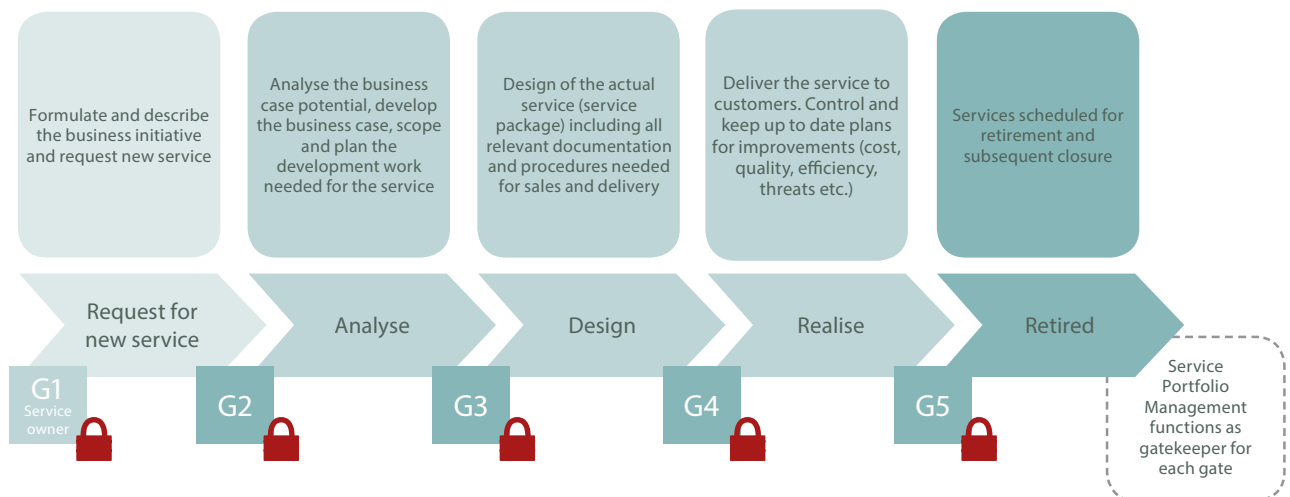 Formulate and describe
the business initiative
and request new service
Analyse the business
case potential, develop
the business case, scope
and plan the
development work
needed for the service
Design of the actual
service (service
package) including all
relevant documentation
and procedures needed
for sales and delivery
Deliver the service to
customers. Control and
keep up to date plans
for improvements (cost,
quality, efficiency,
threats etc.)
Services scheduled for
retirement and
subsequent closure
Request for
new service
Analyse
Design
Realise
Retired
G1
Service
owner
G2
G3
G4
G5
Service
Portfolio
Management
functions as
gatekeeper for
each gate